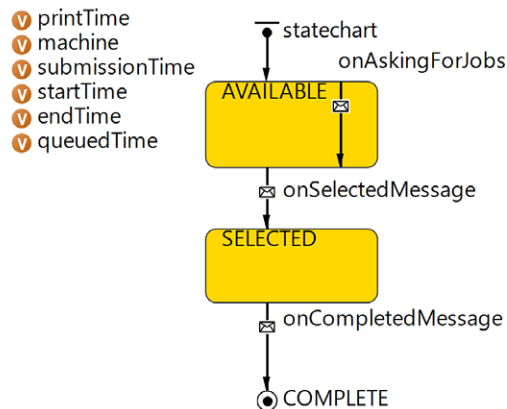 V printTime
V machine
V submissionTime
V startTime
V endTime
V queuedTime
statechart
onAskingForJobs
AVAILABLE
onSelectedMessage
SELECTED
onCompletedMessage
COMPLETE